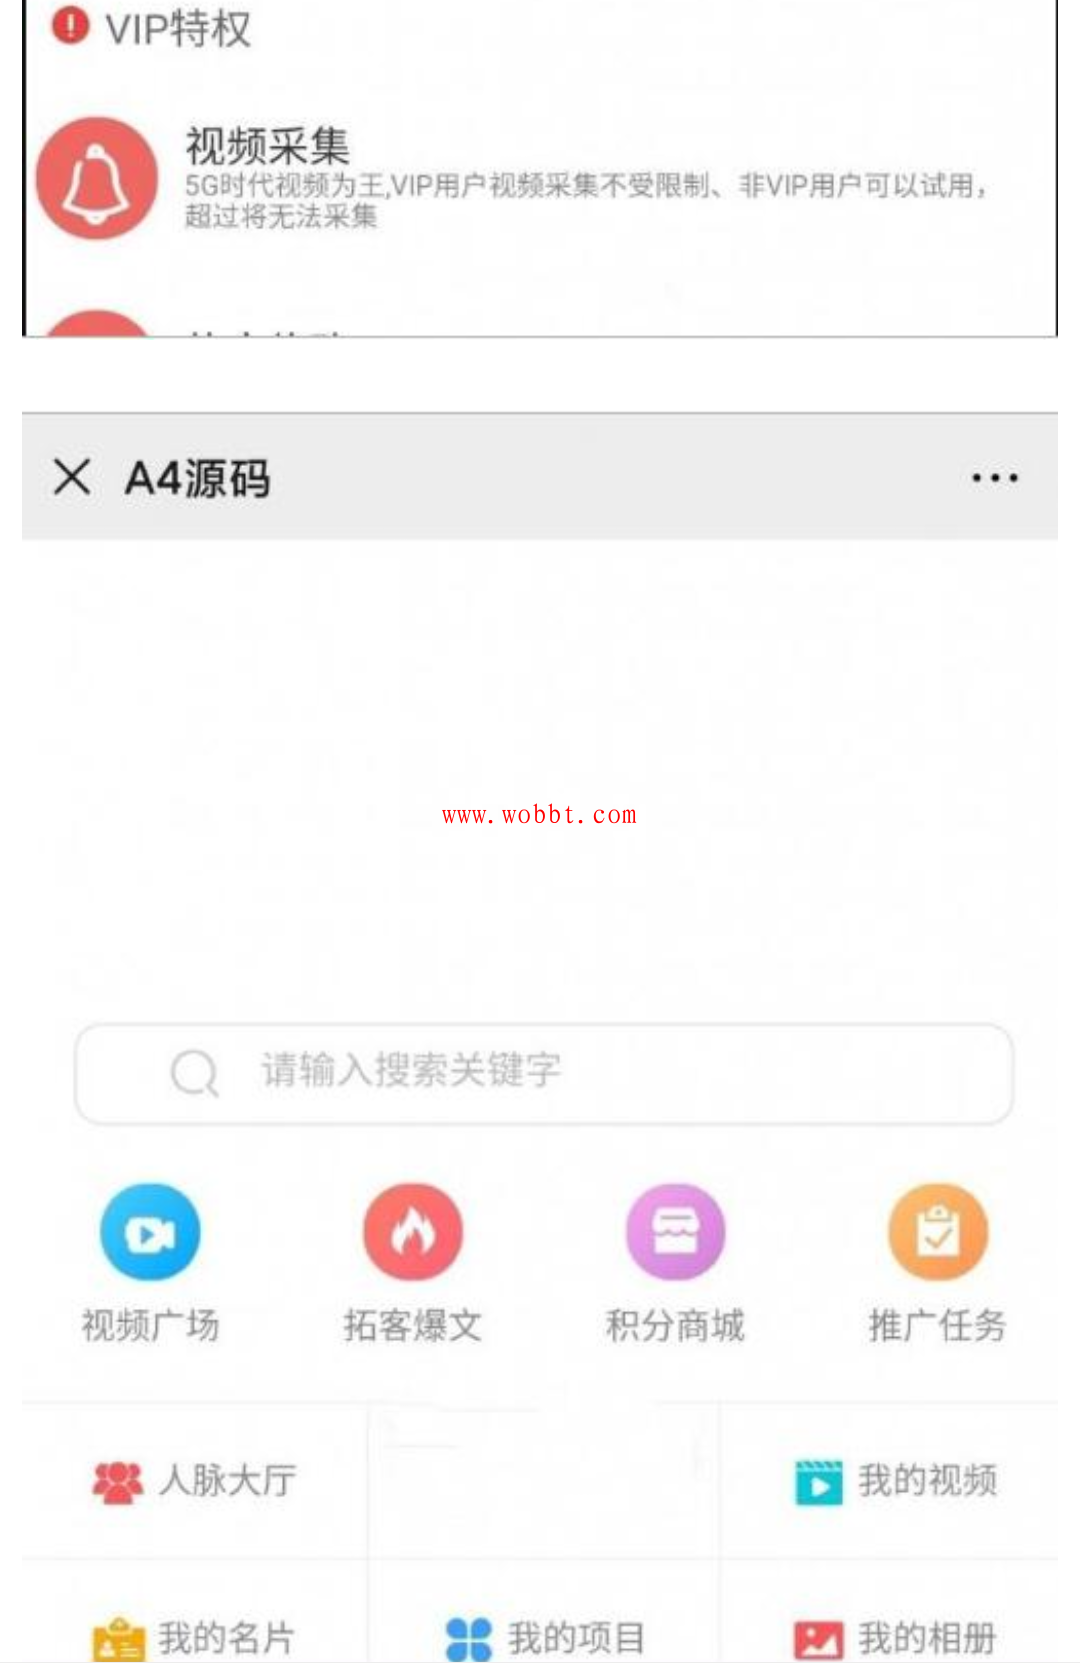 VIP特权
视频采集
5G时代视频为王,VIP用户视频采集不受限制、非VIP用户可以试用，
超过将无法采集
A4源码
www.wobbt.com
请输入搜索关键字
视频广场
拓客爆文
积分商城
推广任务
人脉大厅
我的视频
我的名片
我的项目
我的相册